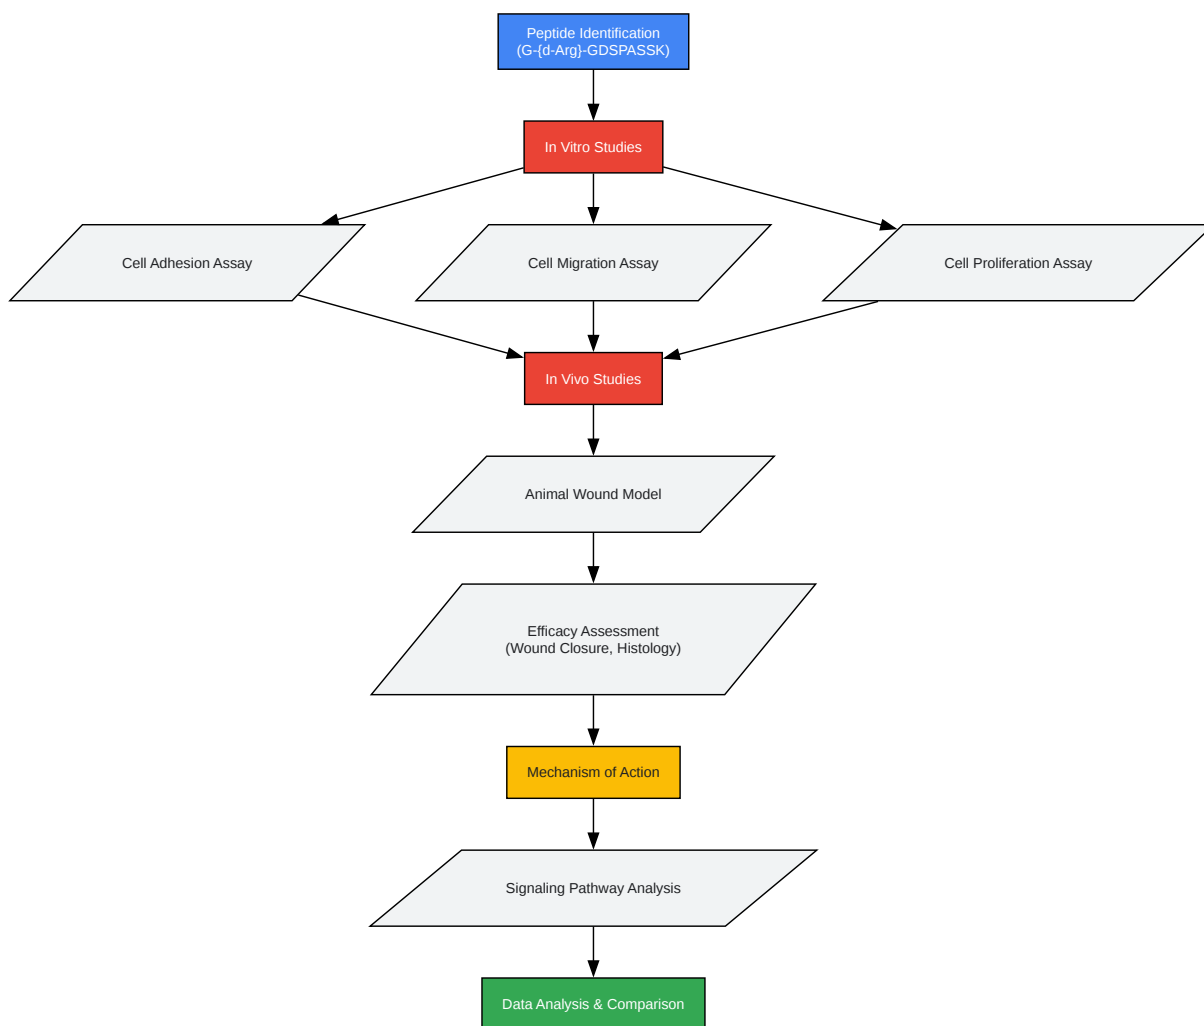 Peptide Identification
(G-{d-Arg}-GDSPASSK)
In Vitro Studies
Cell Adhesion Assay
Cell Migration Assay
Cell Proliferation Assay
In Vivo Studies
Animal Wound Model
Efficacy Assessment
(Wound Closure, Histology)
Mechanism of Action
Signaling Pathway Analysis
Data Analysis & Comparison